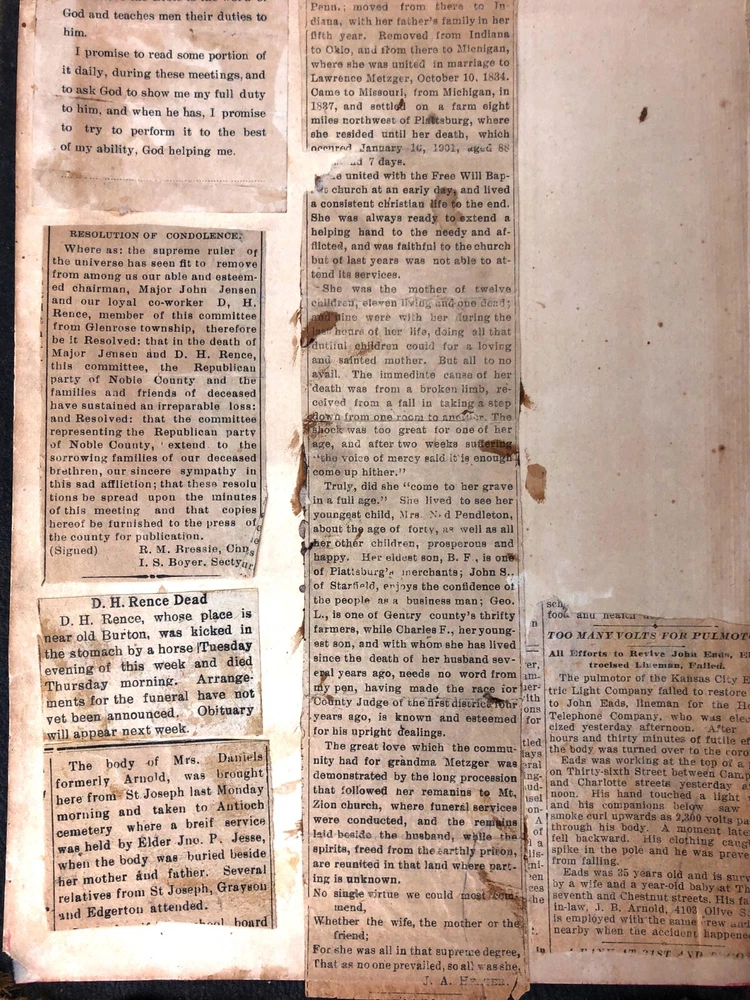 God and teaches men their duties to
him.
I promise to read some portion of
it daily, during these meetings, and
to ask God to show me my full duty
to him, and when he has, I promise
to try to perform it to the best
of my ability, God helping me.
RESOLUTION OF CONDOLENCE.
Where as: the supreme ruler of
the universe has seen fit to remove
from among us our able and esteem-
ed chairman, Major John Jensen
and our loyal co-worker D, H.
Rence, member of this committee
from Glenrose township, therefore
be it Resolved: that in the death of
Major Jensen and D. H. Rence,
this committee, the Republican
party of Noble County and the
families and friends of deceased
have sustained an irreparable loss:
and Resolved: that the committee
representing the Republican party
of Noble County, extend to the
sorrowing families of our deceased
brethren, our sincere sympathy in
this sad affliction; that these resolu
tions be spread upon the minutes
of this meeting and that copies
hereof be furnished to the press of
the county for publication.
(Signed) R. M. Bressie, Chn
I. S. Boyer, Secty
D. H. Rence Dead
D. H. Rence, whose place is
near old Burton, was kicked in
the stomach by a horse Tuesday
evening of this week and died
Thursday morning. Arrange-
ments for the funeral have not
yet been announced. Obituary
will appear next week.
The body of Mrs. Daniels
formerly Arnold, was brought
here from St Joseph last Monday
morning and taken to Antioch
cemetery where a breif service
was held by Elder Jno. P. Jesse,
when the body was buried beside
her mother and father. Several
relatives from St Joseph, Grayson
and Edgerton attended.
board
Penn.; moved from there to In
diana, with her father's family in her
fifth year. Removed from Indiana
to Ohio, and from there to Michigan,
where she was united in marriage to
Lawrence Metzger, October 10, 1834.
Came to Missouri, from Michigan, in
1837, and settled on a farm eight
miles northwest of Plattsburg, where
she resided until her death, which
occured January 16, 1901, aged 88
7 days.
united with the Free Will Bap-
church at an early day, and lived
a consistent christian life to the end.
She was always ready to extend a
helping hand to the needy and af-
flicted, and was faithful to the church
but of last years was not able to at-
tend its services.
She was the mother of twelve
children, eleven living and one dead;
and nine were with her during the
last hours of her life, doing all that
dutiful children could for a loving
and sainted mother. But all to no
avail. The immediate cause of her
death was from a broken limb, re-
ceived from a fall in taking a step
down from one room to another. The
shock was too great for one of her
age, and after two weeks suffering
"the voice of mercy said it is enough
come up hither."
Truly, did she "come to her grave
in a full age." She lived to see her
youngest child, Mrs. Pendleton,
about the age of forty, as well as all
her other children, prosperous and
happy. Her eldest son, B. F., is one
of Plattsburg's merchants; John S.,
of Starfield, enjoys the confidence of
the people as a business man; Geo.
L., is one of Gentry county's thrifty
farmers, while Charles F., her young-
est son, and with whom she has lived
since the death of her husband sev-
eral years ago, needs no word from
my pen, having made the race for
County Judge of the first district four
years ago, is known and esteemed
for his upright dealings.
The great love which the commu-
nity had for grandma Metzger was
demonstrated by the long procession
that followed her remanins to Mt.
Zion church, where funeral services
were conducted, and the remains
laid beside the husband, while the
spirits, freed from the earthly prison,
are reunited in that land where part-
ing is unknown.
No single virtue we could most com-
mend,
Whether the wife, the mother or the
friend;
For she was all in that supreme degree,
That as no one prevailed, so all was she.
J. A.
food and
TOO MANY VOLTS FOR PULMOT
All Efforts to Revive John Eads, El
trocised Lineman, Failed.
The pulmotor of the Kansas City E
tric Light Company failed to restore
to John Eads, lineman for the Ho
Telephone Company, who was elec
cized yesterday afternoon. After
hours and thirty minutes of futile ef
the body was turned over to the coro
Eads was working at the top of a
on Thirty-sixth Street between Cam
and Charlotte streets yesterday a
noon. His hand touched a light
and his companions below saw
smoke curl upwards as 2,300 volts pa
through his body. A moment late
fell backward. His clothing caug
spike in the pole and he was preve
from falling.
Eads was 35 years old and is surv
by a wife and a year-old baby at Th
seventh and Chestnut streets. His fa
in-law, J. B. Arnold, 4103 Olive S
is employed with the same crew and
nearby when the accident happene